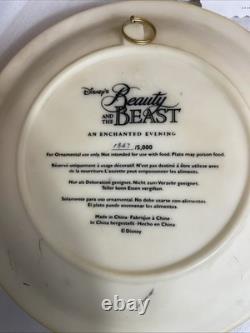 Disney's
Beauty
AND THE BEAST
AN ENCHANTED EVENING
1847 /5,000
For Ornamental use only. Not intended for use with food. Plate may poison food.
Réservé uniquement à usage décoratif. N'est pas destiné à être utilisé avec
de la nourriture. L'assiette peut empoisonner les aliments.
Nur als Dekoration geeignet. Nicht zum Verzehr geeignet.
Teller kann Essen vergiften.
Solamente para uso ornamental. No debe usarse con alimentos.
El plato puede envenenar los alimentos.
Made in China · Fabriqué à Chine
In China hergestellt · Hecho en China
© Disney